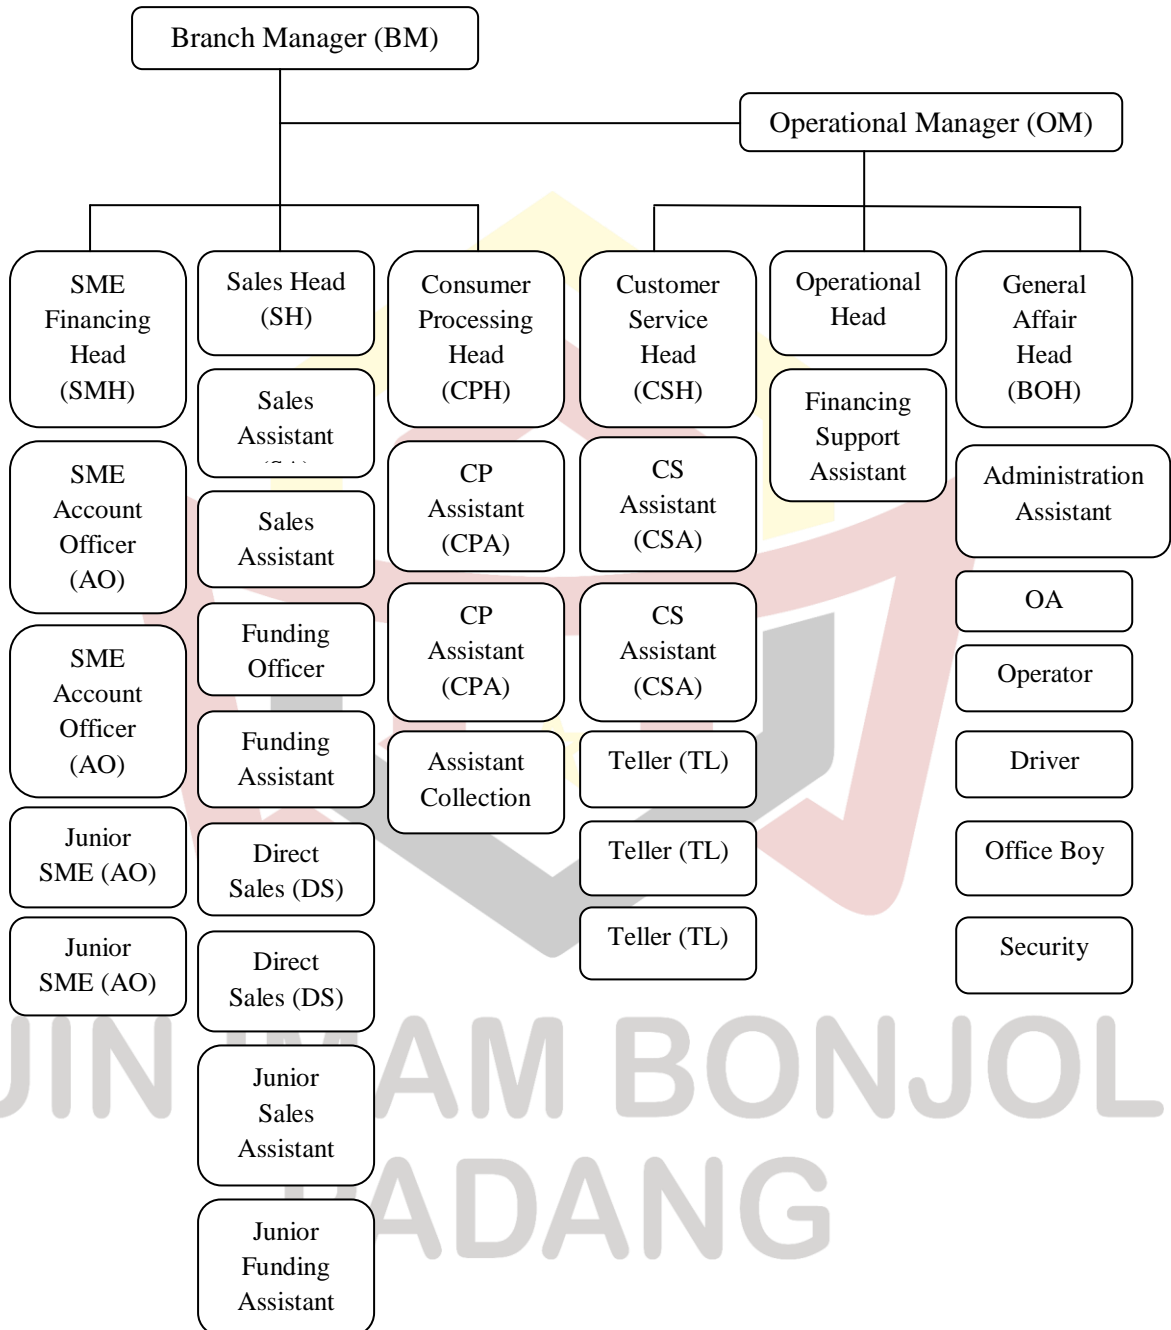 Branch Manager (BM)
Operational Manager (OM)
SME
Financing
Head
(SMH)
SME
Account
Officer
(AO)
SME
Account
Officer
(AO)
Junior
SME (AO)
Junior
SME (AO)
Sales Head
(SH)
Sales
Assistant
Sales
Assistant
Funding
Officer
Funding
Assistant
Direct
Sales (DS)
Direct
Sales (DS)
Junior
Sales
Assistant
Junior
Funding
Assistant
Consumer
Processing
Head
(CPH)
CP
Assistant
(CPA)
CP
Assistant
(CPA)
Assistant
Collection
Customer
Service
Head
(CSH)
CS
Assistant
(CSA)
CS
Assistant
(CSA)
Teller (TL)
Teller (TL)
Teller (TL)
Operational
Head
Financing
Support
Assistant
General
Affair
Head
(BOH)
Administration
Assistant
OA
Operator
Driver
Office Boy
Security
UIN IMAM BONJOL
PADANG